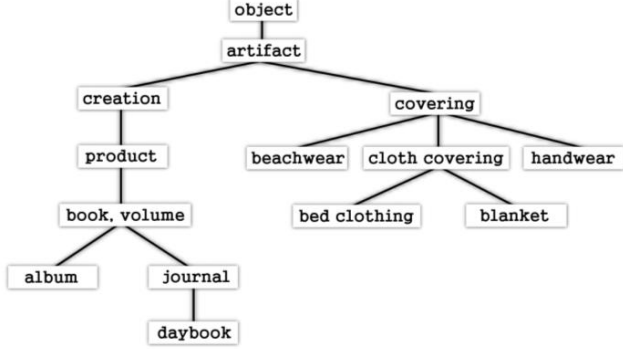 object
artifact
creation
covering
product
beachwear
cloth covering
handwear
book, volume
bed clothing
blanket
album
journal
daybook